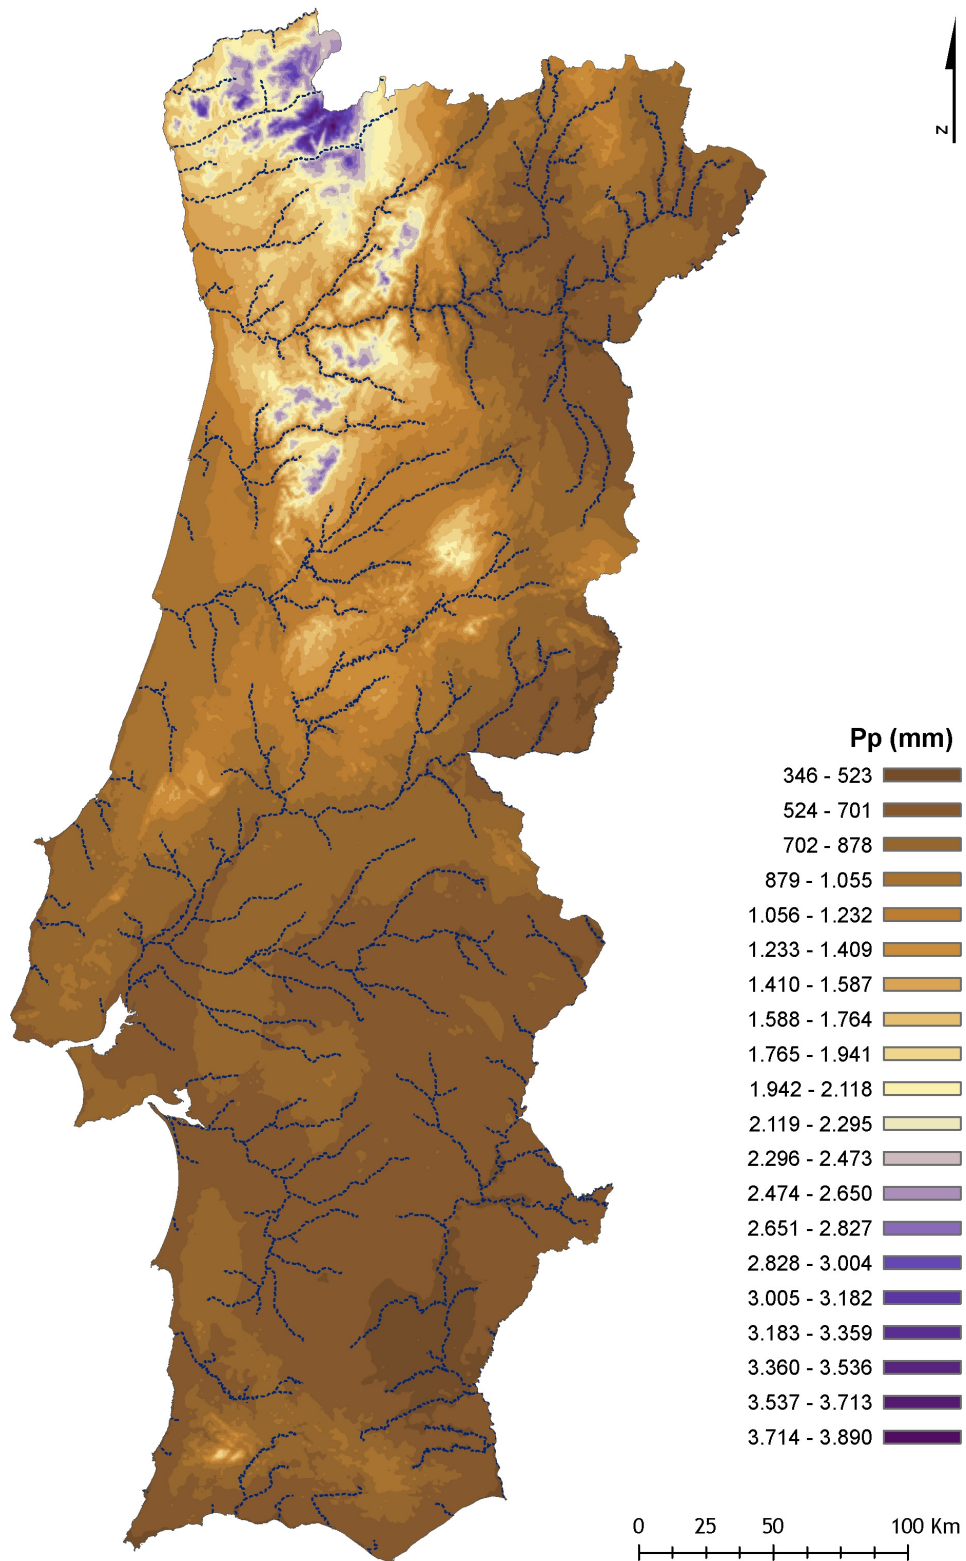 N
Pp (mm)
346 - 523
524 - 701
702 - 878
879 - 1.055
1.056 - 1.232
1.233 - 1.409
1.410 - 1.587
1.588 - 1.764
1.765 - 1.941
1.942 - 2.118
2.119 - 2.295
2.296 - 2.473
2.474 - 2.650
2.651 - 2.827
2.828 - 3.004
3.005 - 3.182
3.183 - 3.359
3.360 - 3.536
3.537 - 3.713
3.714 - 3.890
0 25 50 100 Km